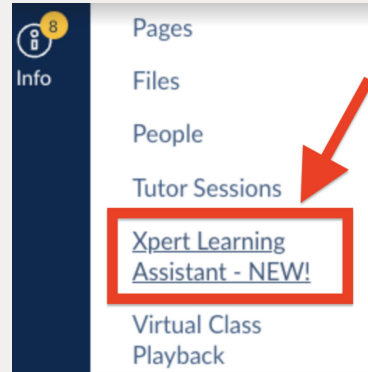 8
Info
Pages
Files
People
Tutor Sessions
Xpert Learning
Assistant - NEW!
Virtual Class
Playback